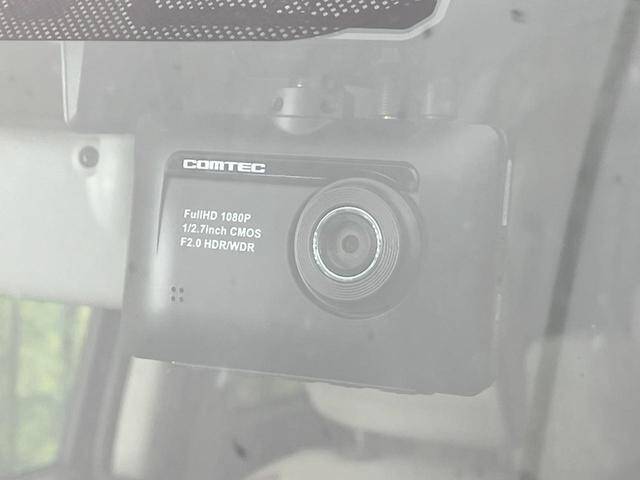 COMTEC
FullHD 1080P
1/2.7inch CMOS
F2.0 HDR/WDR